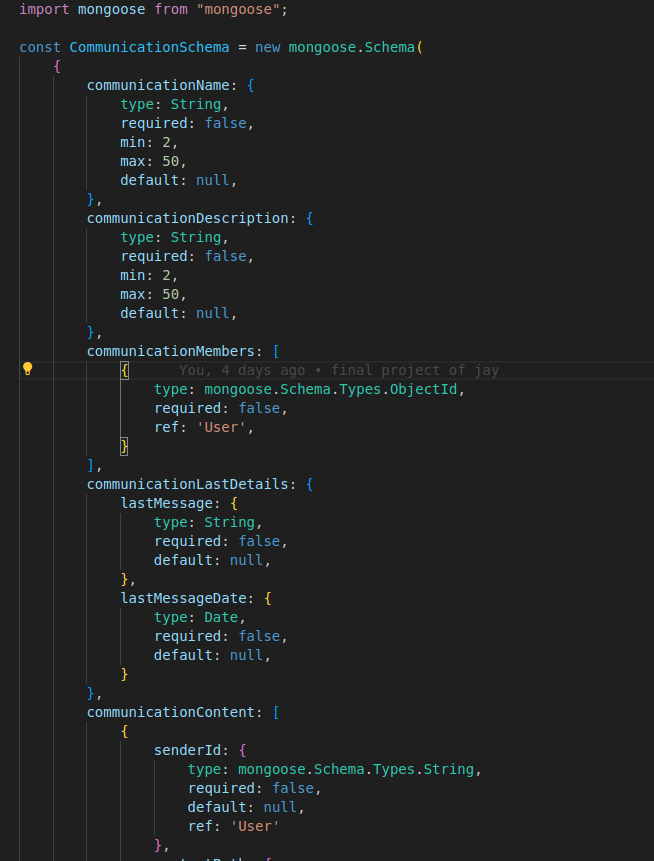 import mongoose from "mongoose";
const CommunicationSchema = new mongoose.Schema(
{
communicationName: {
type: String,
required: false,
min: 2,
max: 50,
default: null,
},
communicationDescription: {
type: String,
required: false,
min: 2,
max: 50,
default: null,
},
communicationMembers: [
{ You, 4 days ago • final project of jay
type: mongoose.Schema.Types.ObjectId,
required: false,
ref: 'User',
}
],
communicationLastDetails: {
lastMessage: {
type: String,
required: false,
default: null,
},
lastMessageDate: {
type: Date,
required: false,
default: null,
}
},
communicationContent: [
{
senderId: {
type: mongoose.Schema.Types.String,
required: false,
default: null,
ref: 'User'
},